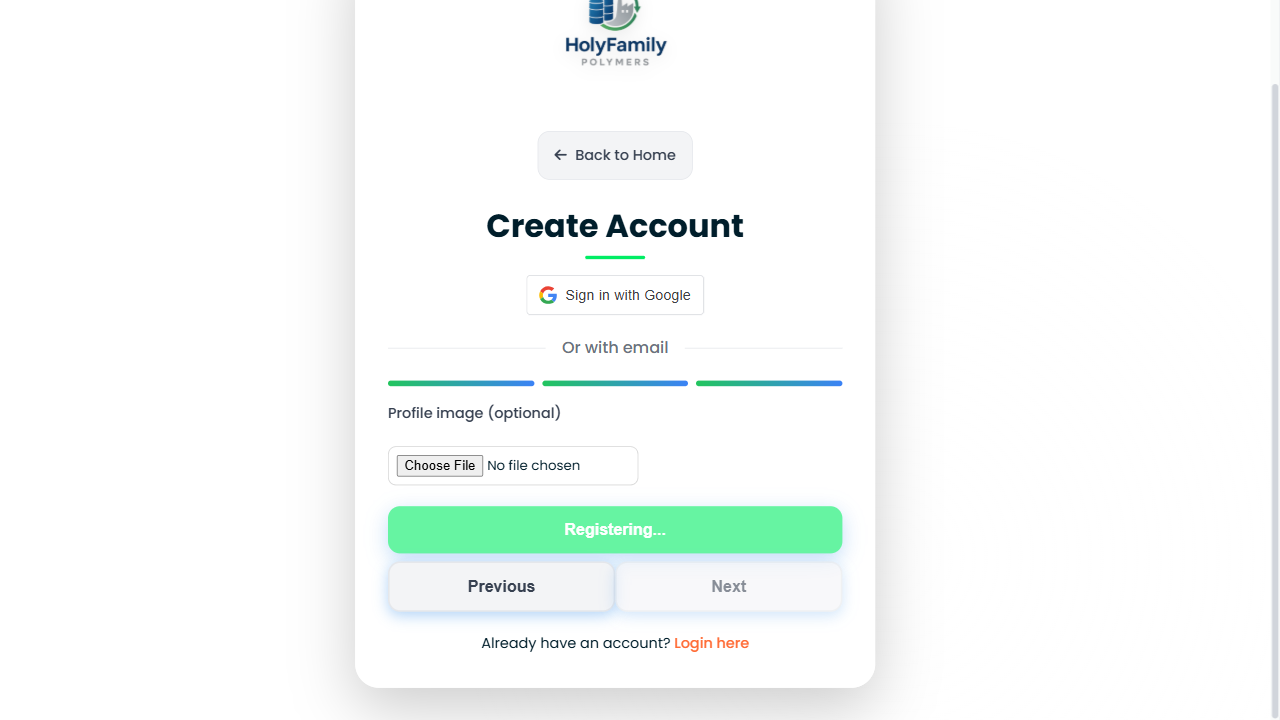 HolyFamily
POLYMERS
← Back to Home
Create Account
Sign in with Google
Or with email
Profile image (optional)
Choose File No file chosen
Registering...
Previous
Next
Already have an account? Login here